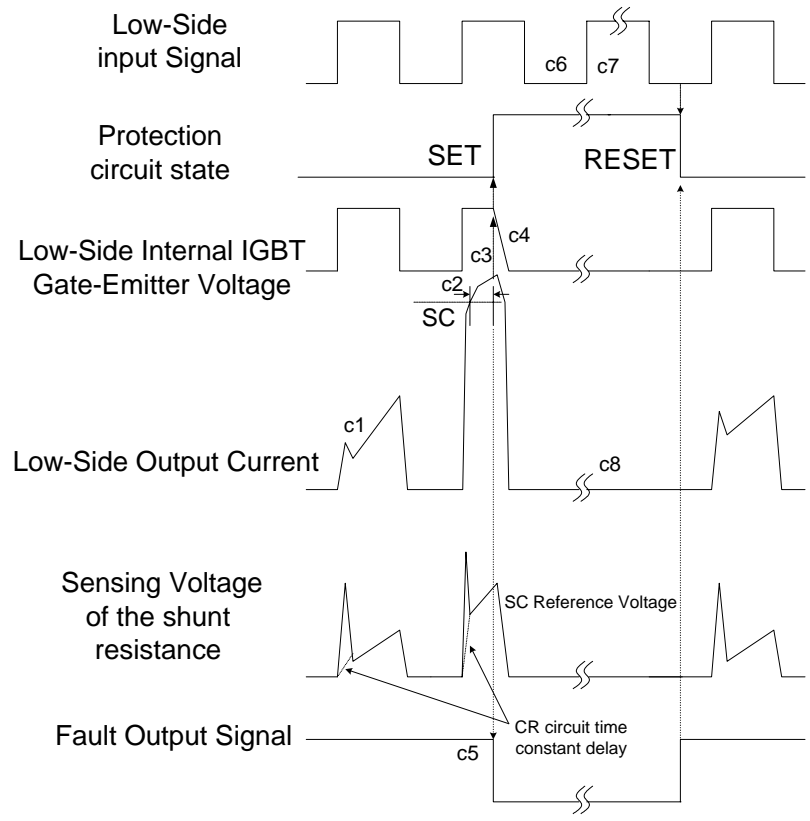 Low-Side
input Signal
c6
c7
Protection
circuit state
SET
RESET
Low-Side Internal IGBT
Gate-Emitter Voltage
c4
c3
c2
SC
c1
Low-Side Output Current
c8
Sensing Voltage
of the shunt
resistance
SC Reference Voltage
Fault Output Signal
c5
CR circuit time
constant delay